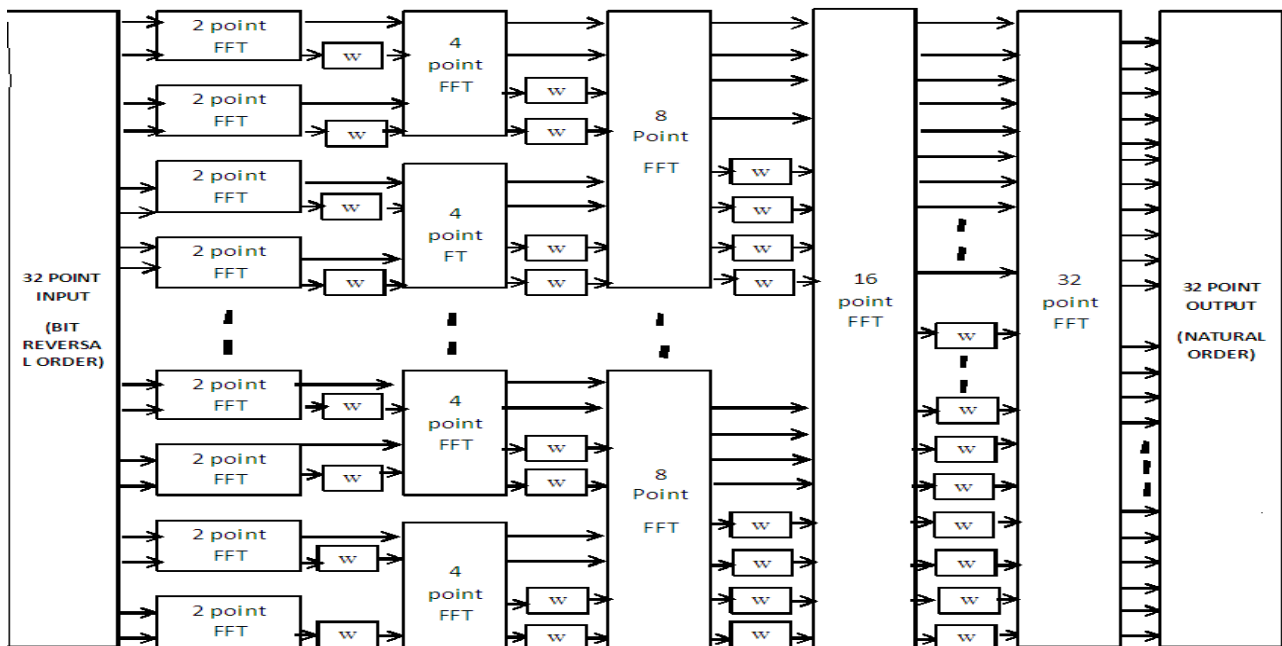 32 POINT
INPUT
(BIT
REVERSA
L ORDER)
2 point
FFT
2 point
FFT
2 point
FFT
2 point
FFT
2 point
FFT
2 point
FFT
2 point
FFT
2 point
FFT
W
W
W
W
W
W
W
W
4
point
FFT
4
point
FT
4
point
FFT
4
point
FFT
W
W
W
W
W
W
W
W
8
Point
FFT
8
Point
FFT
W
W
W
W
W
W
W
W
16
point
FFT
W
W
W
W
W
W
W
W
32
point
FFT
32 POINT
OUTPUT
(NATURAL
ORDER)